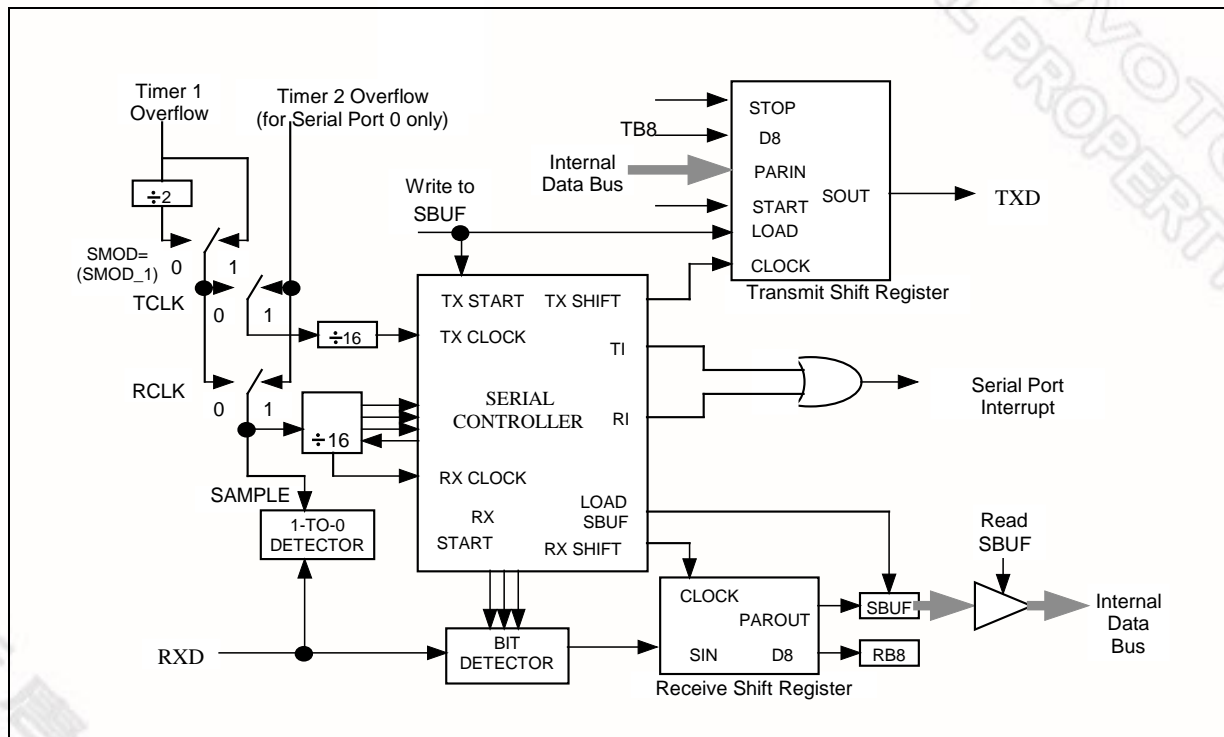 Timer 1
Overflow
Timer 2 Overflow
(for Serial Port 0 only)
÷2
SMOD=
(SMOD_1)
0
1
TCLK
0
1
÷16
RCLK
0
1
÷16
SAMPLE
1-TO-0
DETECTOR
RXD
Write to
SBUF
TX START
TX SHIFT
TX CLOCK
TI
SERIAL
CONTROLLER
RI
RX CLOCK
LOAD
SBUF
RX
START
RX SHIFT
BIT
DETECTOR
TB8
Internal
Data Bus
STOP
D8
PARIN
SOUT
START
LOAD
CLOCK
Transmit Shift Register
TXD
Serial Port
Interrupt
CLOCK
PAROUT
SIN
D8
Receive Shift Register
SBUF
RB8
Read
SBUF
Internal
Data
Bus